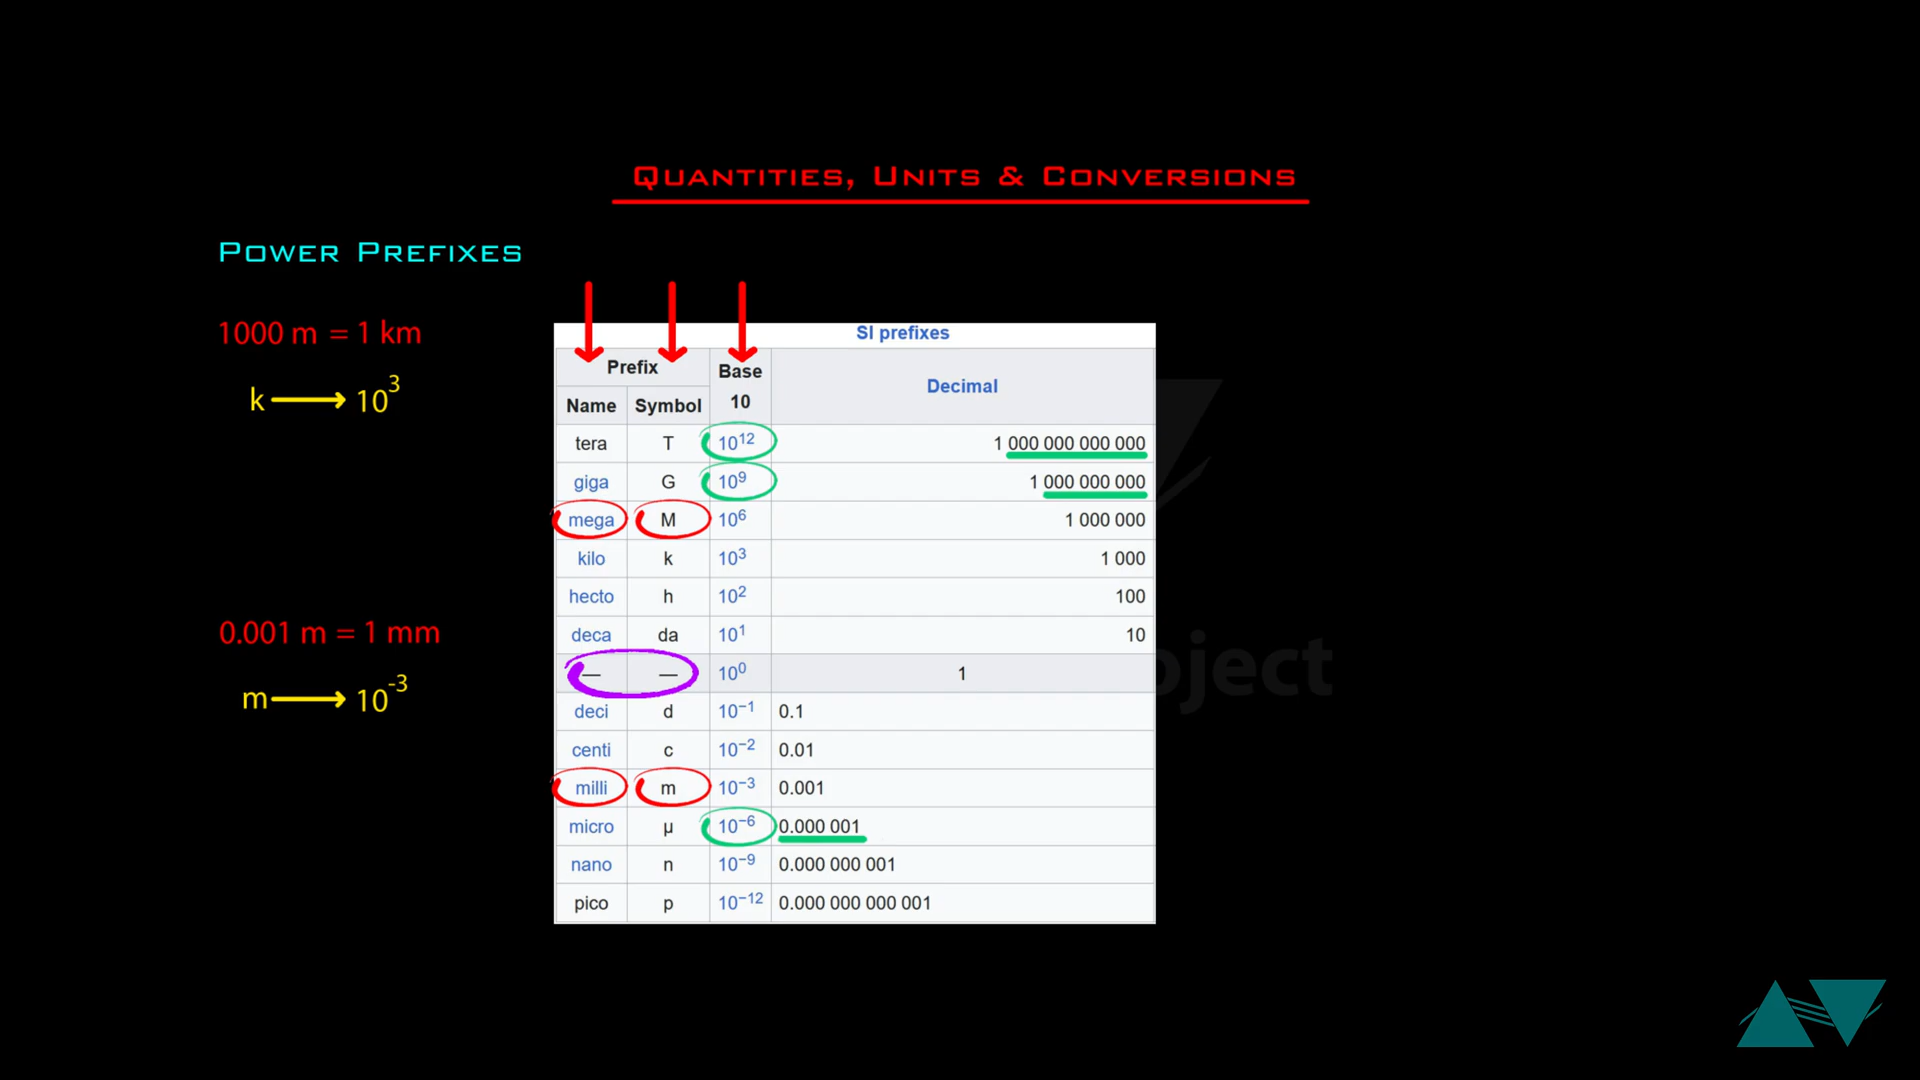 QUANTITIES, UNITS & CONVERSIONS
POWER PREFIXES
1000 m = 1 km
k → 10³
0.001 m = 1 mm
m → 10⁻³
SI prefixes
Prefix Base 10 Decimal
Name Symbol
tera T 10¹² 1 000 000 000 000
giga G 10⁹ 1 000 000 000
mega M 10⁶ 1 000 000
kilo k 10³ 1 000
hecto h 10² 100
deca da 10¹ 10
— — 10⁰ 1
deci d 10⁻¹ 0.1
centi c 10⁻² 0.01
milli m 10⁻³ 0.001
micro μ 10⁻⁶ 0.000 001
nano n 10⁻⁹ 0.000 000 001
pico p 10⁻¹² 0.000 000 000 001